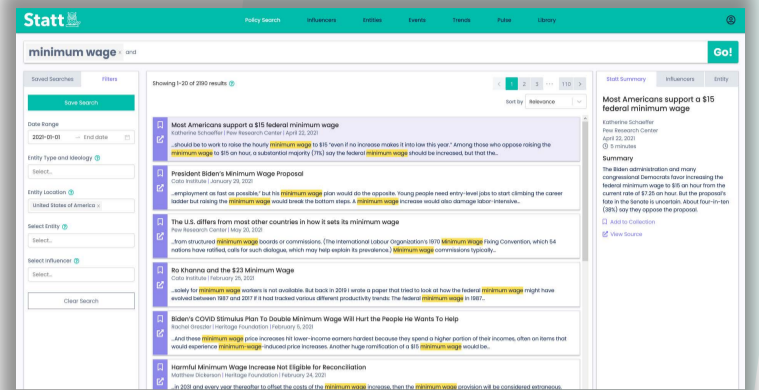 Statt
Policy Search
Influencers
Entities
Events
Trends
Pulse
Library
minimum wage × and
Go!
Saved Searches
Filters
Save Search
Date Range
2021-01-01 → End date
Entity Type and Ideology
Select...
Entity Location
United States of America ×
Select Entity
Select...
Select Influencer
Select...
Clear Search
Showing 1-20 of 2190 results
< 1 2 3 ··· 110 >
Sort by Relevance
Most Americans support a $15 federal minimum wage
Katherine Schaeffer | Pew Research Center | April 22, 2021
...should be to work to raise the hourly minimum wage to $15 "even if no increase makes it into law this year." Among those who oppose raising the
minimum wage to $15 an hour, a substantial majority (71%) say the federal minimum wage should be increased, but that the...
President Biden's Minimum Wage Proposal
Cato Institute | January 29, 2021
...employment as fast as possible," but his minimum wage plan would do the opposite. Young people need entry-level jobs to start climbing the career
ladder but raising the minimum wage would break the bottom steps. A minimum wage increase would also damage labor-intensive...
The U.S. differs from most other countries in how it sets its minimum wage
Pew Research Center | May 20, 2021
...from structured minimum wage boards or commissions. (The International Labour Organization's 1970 Minimum Wage Fixing Convention, which 54
nations have ratified, calls for such dialogue, which may help explain its prevalence.) Minimum wage commissions typically...
Ro Khanna and the $23 Minimum Wage
Cato Institute | February 25, 2021
...solely for minimum wage workers is not available. But back in 2019 I wrote a paper that tried to look at how the federal minimum wage might have
evolved between 1987 and 2017 if it had tracked various different productivity trends: The federal minimum wage in 1987...
Biden's COVID Stimulus Plan To Double Minimum Wage Will Hurt the People He Wants To Help
Rachel Greszler | Heritage Foundation | February 5, 2021
...And these minimum wage price increases hit lower-income earners hardest because they spend a higher portion of their incomes, often on items that
would experience minimum-wage-induced price increases. Another huge ramification of a $15 minimum wage would be...
Harmful Minimum Wage Increase Not Eligible for Reconciliation
Matthew Dickerson | Heritage Foundation | February 24, 2021
...in 2021 and every year thereafter to offset the costs of the minimum wage increase, then the minimum wage provision will be considered extraneous.
Statt Summary
Influencers
Entity
Most Americans support a $15
federal minimum wage
Katherine Schaeffer
Pew Research Center
April 22, 2021
5 minutes
Summary
The Biden administration and many
congressional Democrats favor increasing the
federal minimum wage to $15 an hour from the
current rate of $7.25 an hour. But the proposal's
fate in the Senate is uncertain. About four-in-ten
(38%) say they oppose the proposal.
Add to Collection
View Source